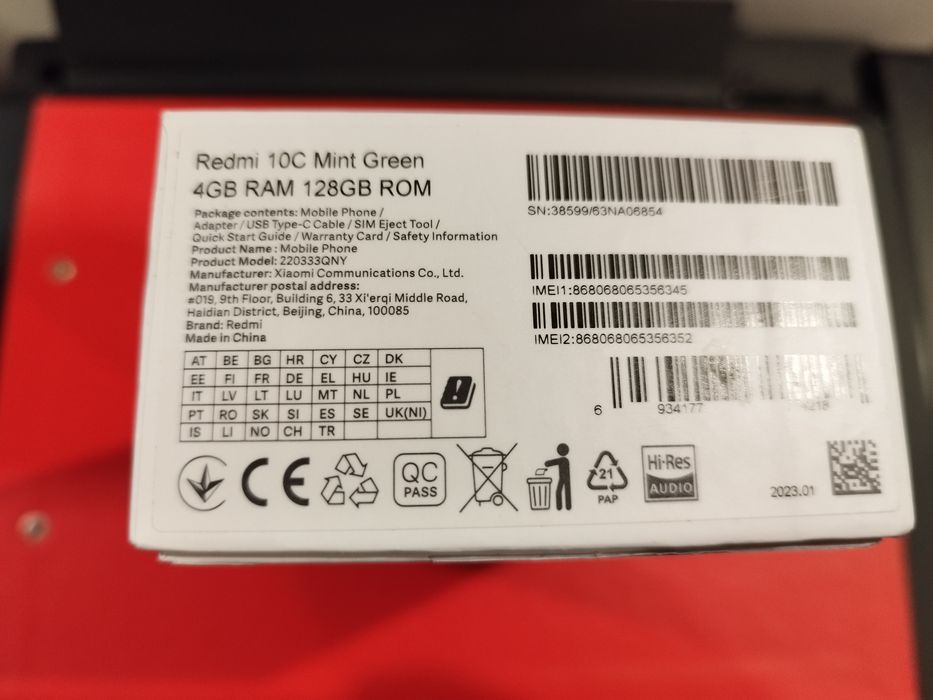 Redmi 10C Mint Green
4GB RAM 128GB ROM
Package contents: Mobile Phone /
Adapter / USB Type-C Cable / SIM Eject Tool /
Quick Start Guide / Warranty Card / Safety Information
Product Name: Mobile Phone
Product Model: 220333QNY
Manufacturer: Xiaomi Communications Co., Ltd.
Manufacturer postal address:
#019, 9th Floor, Building 6, 33 Xi'erqi Middle Road,
Haidian District, Beijing, China, 100085
Brand: Redmi
Made in China
AT BE BG HR CY CZ DK
EE FI FR DE EL HU IE
IT LV LT LU MT NL PL
PT RO SK SI ES SE UK(NI)
IS LI NO CH TR
SN:38599/63NA06854
IMEI1:868068065356345
IMEI2:868068065356352
6 934177 4218
CE
QC
PASS
21
PAP
Hi-Res
AUDIO
2023.01